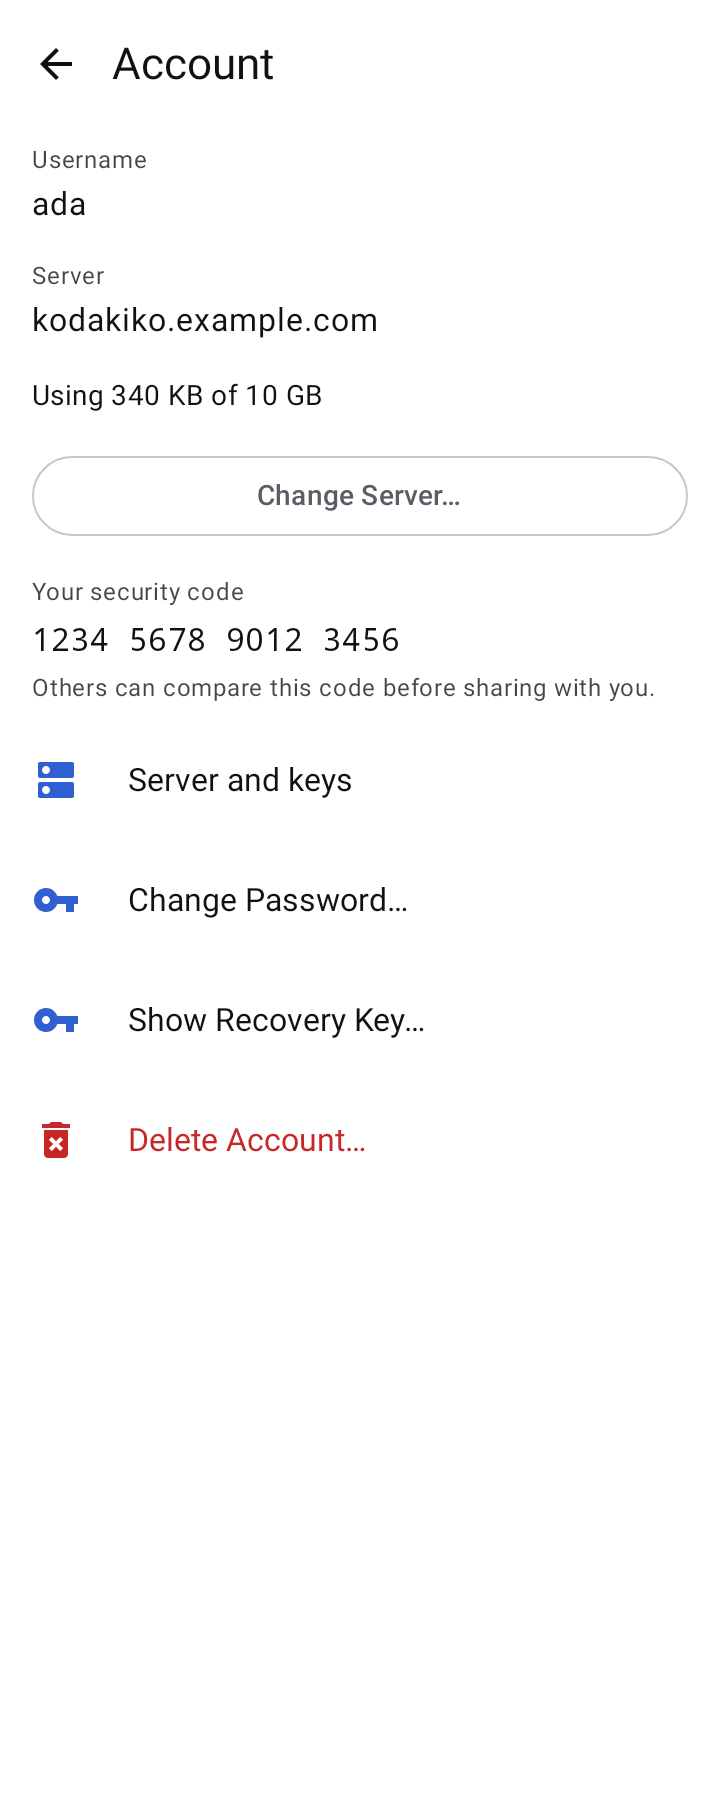 Account
Username
ada
Server
kodakiko.example.com
Using 340 KB of 10 GB
Change Server…
Your security code
1234 5678 9012 3456
Others can compare this code before sharing with you.
Server and keys
Change Password…
Show Recovery Key…
Delete Account…